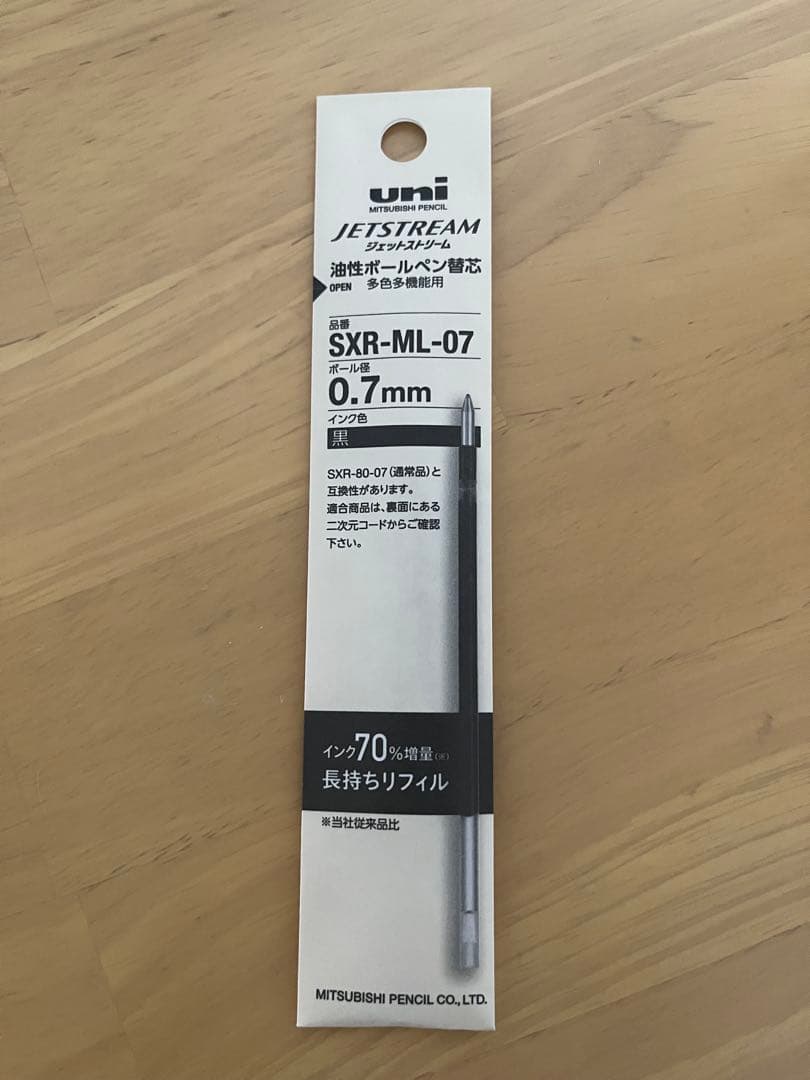 uni
MITSUBISHI PENCIL
JETSTREAM
ジェットストリーム
油性ボールペン替芯
OPEN 多色多機能用
品番
SXR-ML-07
ボール径
0.7mm
インク色
黒
SXR-80-07(通常品)と
互換性があります。
適合商品は、裏面にある
二次元コードからご確認
下さい。
インク70%増量(※)
長持ちリフィル
※当社従来品比
MITSUBISHI PENCIL CO., LTD.